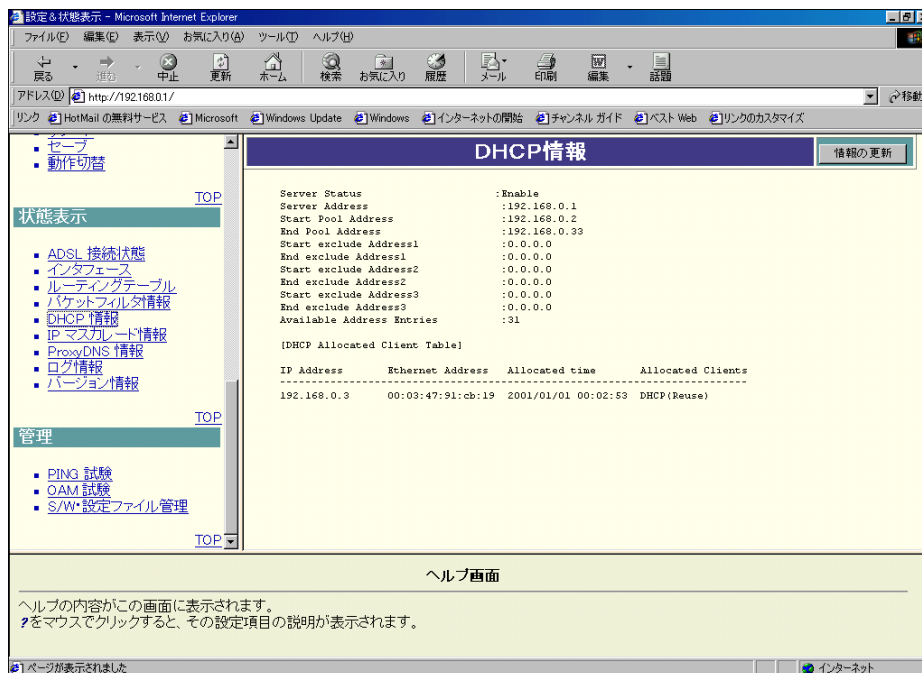 設定&状態表示 - Microsoft Internet Explorer
ファイル(F) 編集(E) 表示(V) お気に入り(A) ツール(T) ヘルプ(H)
戻る 進む 中止 更新 ホーム 検索 お気に入り 履歴 メール 印刷 編集 話題
アドレス(D) http://192.168.0.1/ 移動
リンク HotMail の無料サービス Microsoft Windows Update Windows インターネットの開始 チャンネル ガイド ベスト Web リンクのカスタマイズ
セーブ
動作切替
TOP
状態表示
ADSL 接続状態
インタフェース
ルーティングテーブル
パケットフィルタ情報
DHCP 情報
IP マスカレード情報
ProxyDNS 情報
ログ情報
バージョン情報
TOP
管理
PING 試験
OAM 試験
S/W・設定ファイル管理
TOP
DHCP情報
情報の更新
Server Status :Enable
Server Address :192.168.0.1
Start Pool Address :192.168.0.2
End Pool Address :192.168.0.33
Start exclude Address1 :0.0.0.0
End exclude Address1 :0.0.0.0
Start exclude Address2 :0.0.0.0
End exclude Address2 :0.0.0.0
Start exclude Address3 :0.0.0.0
End exclude Address3 :0.0.0.0
Available Address Entries :31
[DHCP Allocated Client Table]
IP Address Ethernet Address Allocated time Allocated Clients
192.168.0.3 00:03:47:91:cb:19 2001/01/01 00:02:53 DHCP(Reuse)
ヘルプ画面
ヘルプの内容がこの画面に表示されます。
?をマウスでクリックすると、その設定項目の説明が表示されます。
ページが表示されました インターネット